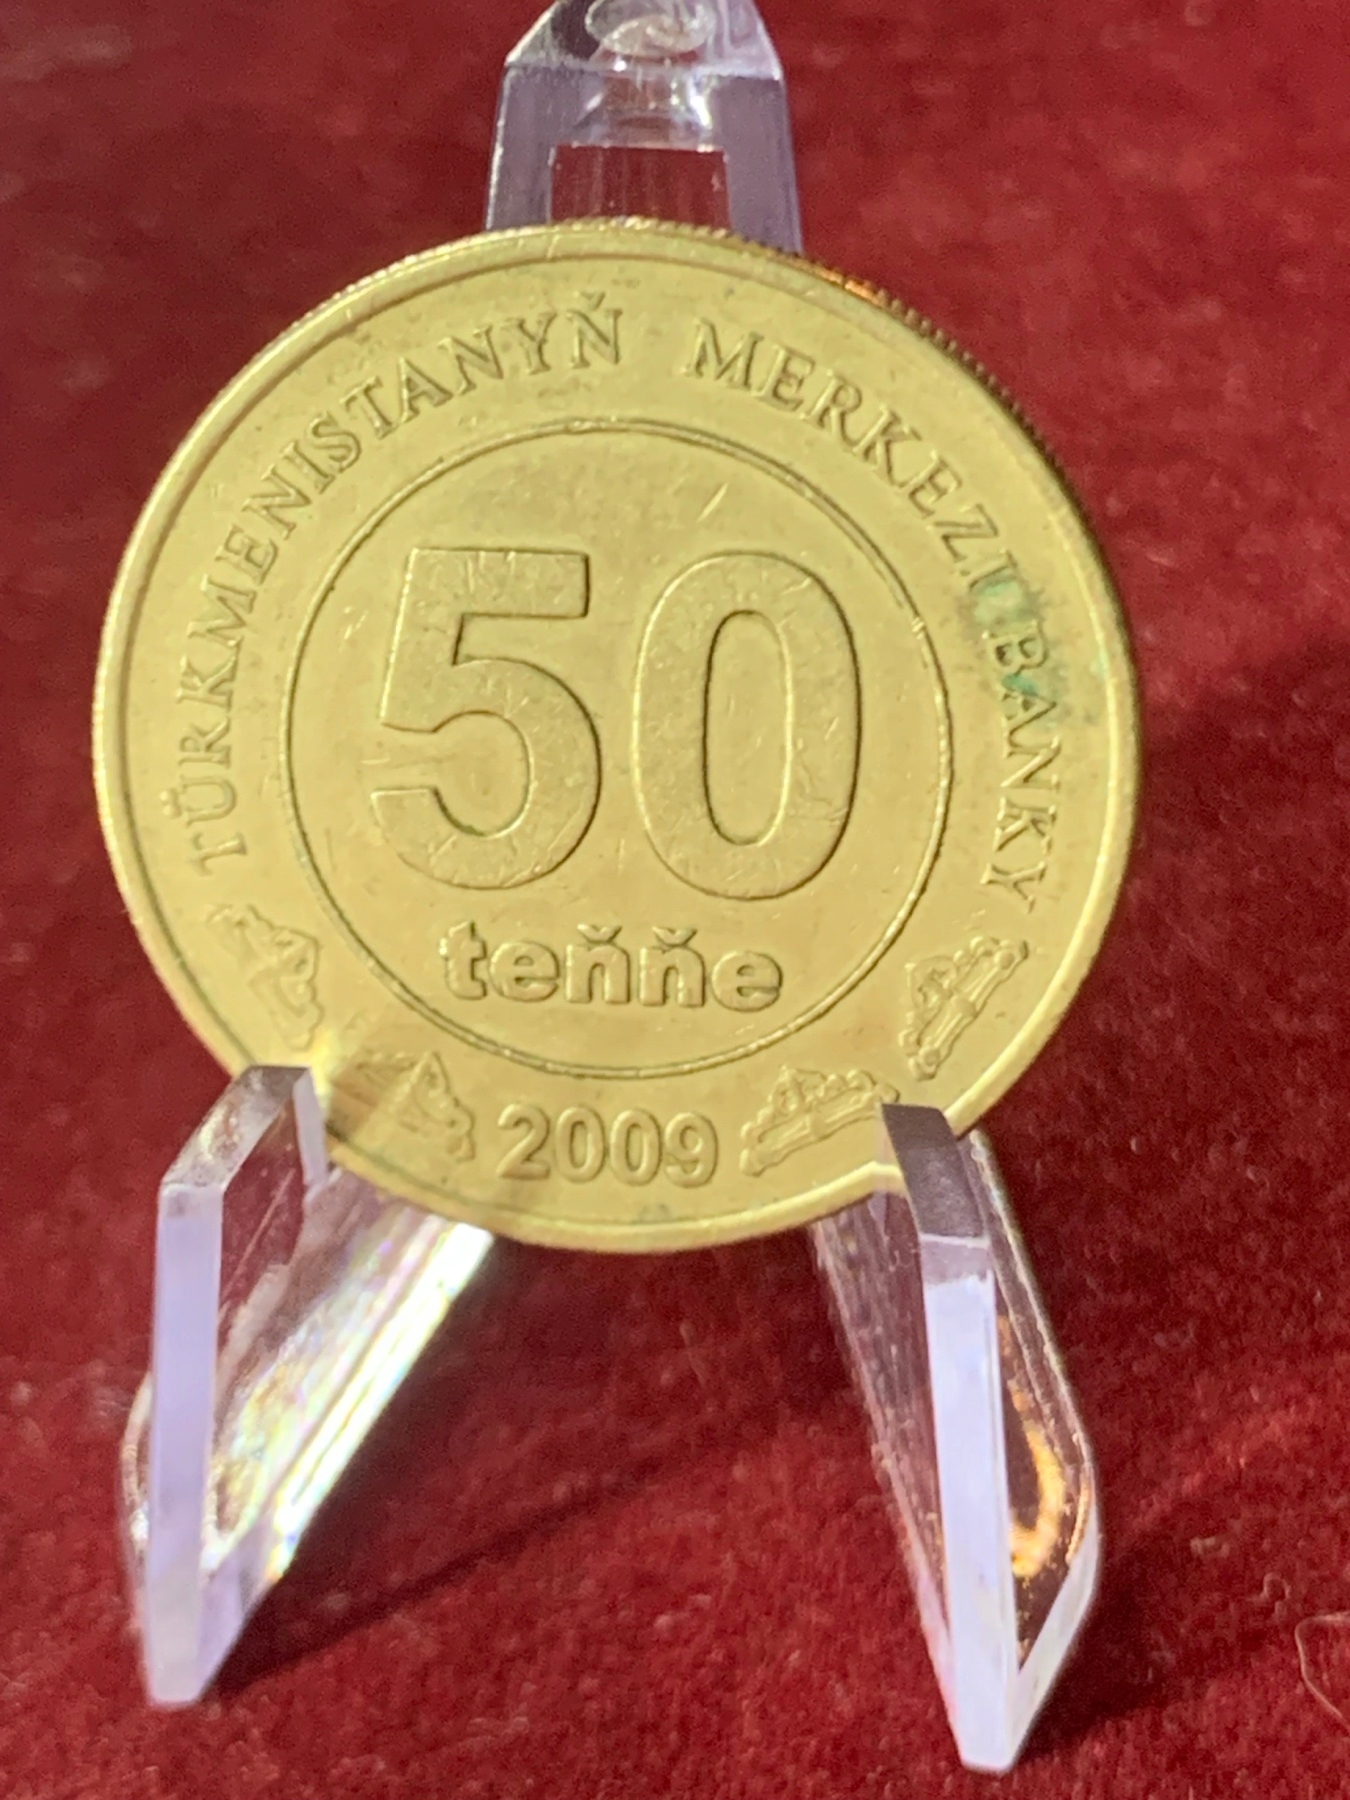 TÜRKMENISTANYŇ MERKEZI BANKY
50
teňňe
2009